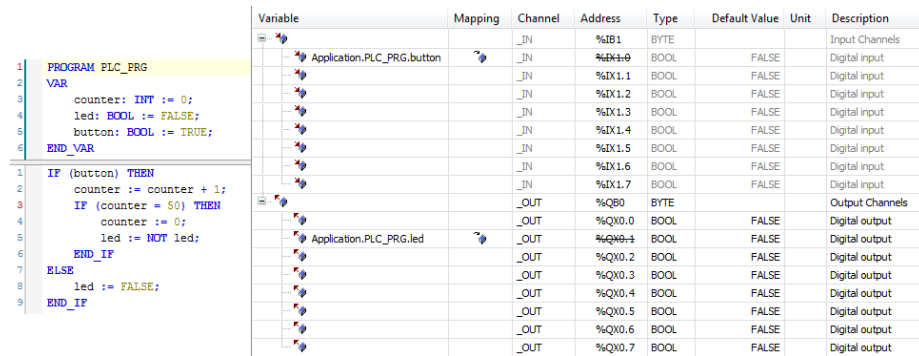 1 PROGRAM PLC_PRG
2 VAR
3 counter: INT := 0;
4 led: BOOL := FALSE;
5 button: BOOL := TRUE;
6 END_VAR
1 IF (button) THEN
2 counter := counter + 1;
3 IF (counter = 50) THEN
4 counter := 0;
5 led := NOT led;
6 END_IF
7 ELSE
8 led := FALSE;
9 END_IF
Variable Mapping Channel Address Type Default Value Unit Description
_IN %IB1 BYTE Input Channels
Application.PLC_PRG.button _IN %IX1.0 BOOL FALSE Digital input
_IN %IX1.1 BOOL FALSE Digital input
_IN %IX1.2 BOOL FALSE Digital input
_IN %IX1.3 BOOL FALSE Digital input
_IN %IX1.4 BOOL FALSE Digital input
_IN %IX1.5 BOOL FALSE Digital input
_IN %IX1.6 BOOL FALSE Digital input
_IN %IX1.7 BOOL FALSE Digital input
_OUT %QB0 BYTE Output Channels
_OUT %QX0.0 BOOL FALSE Digital output
Application.PLC_PRG.led _OUT %QX0.1 BOOL FALSE Digital output
_OUT %QX0.2 BOOL FALSE Digital output
_OUT %QX0.3 BOOL FALSE Digital output
_OUT %QX0.4 BOOL FALSE Digital output
_OUT %QX0.5 BOOL FALSE Digital output
_OUT %QX0.6 BOOL FALSE Digital output
_OUT %QX0.7 BOOL FALSE Digital output